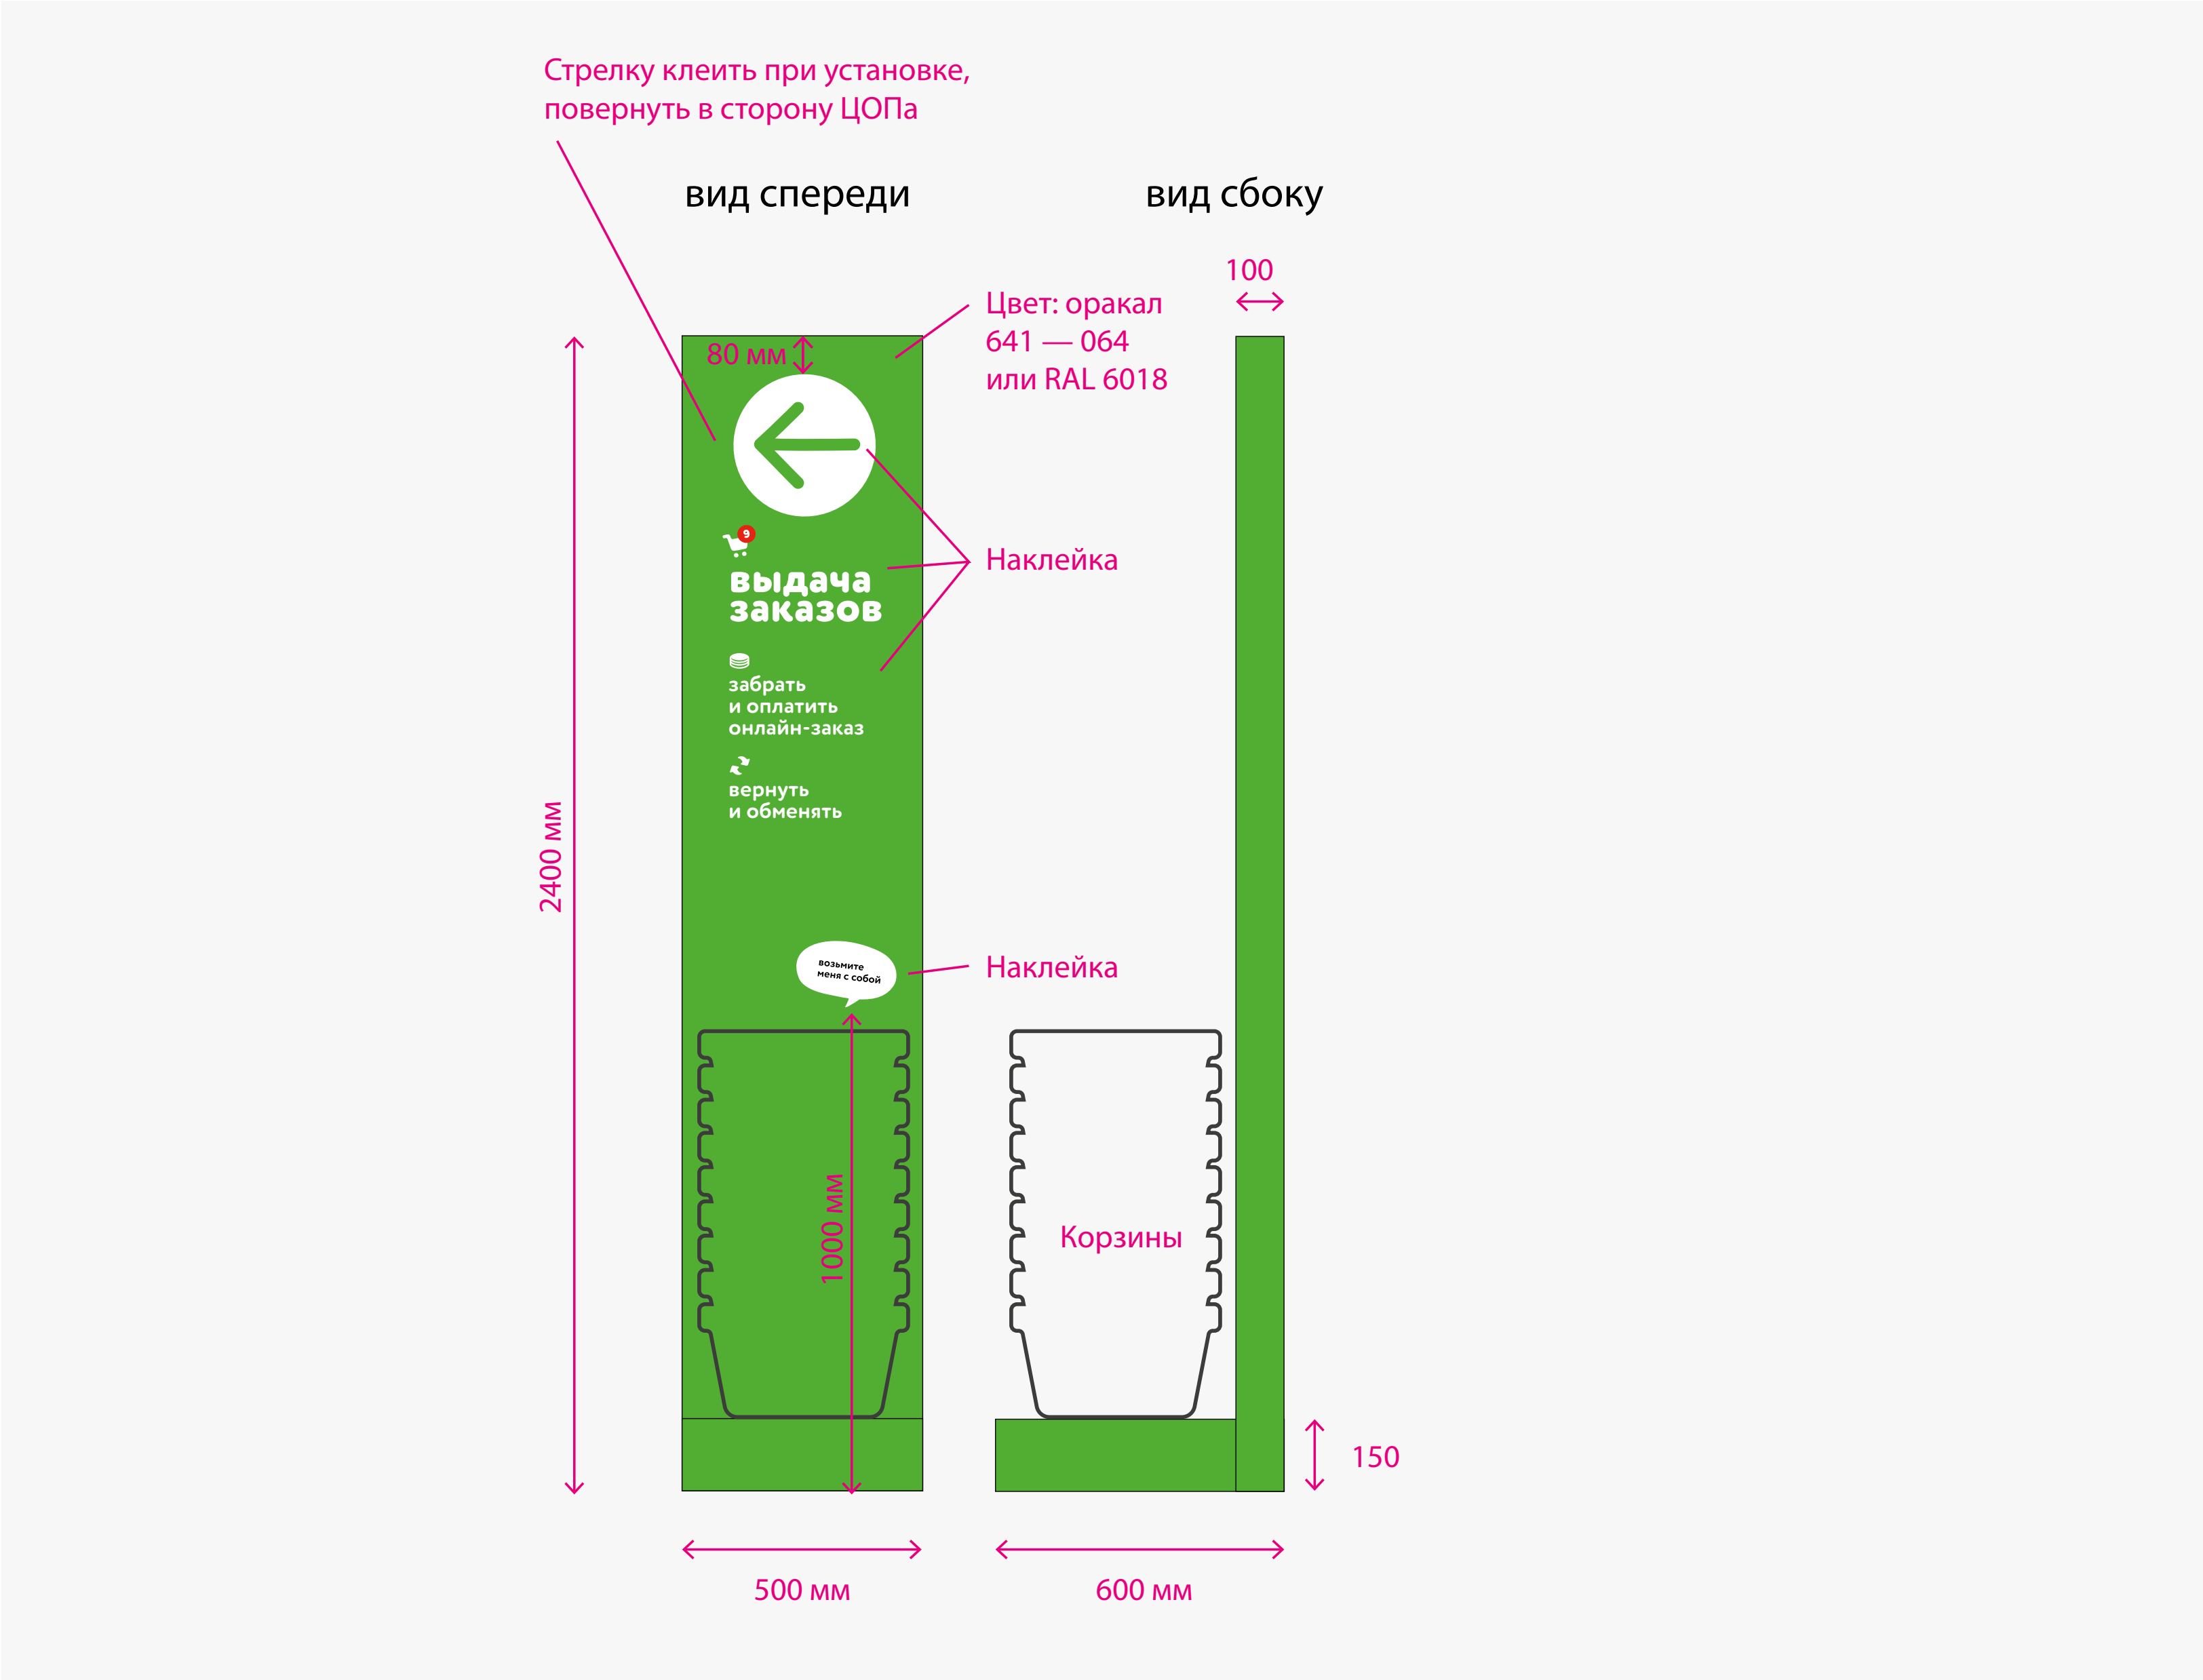 Стрелку клеить при установке,
повернуть в сторону ЦОПа
вид спереди
вид сбоку
100
Цвет: оракал
641 — 064
или RAL 6018
80 мм
9
Наклейка
выдача
заказов
забрать
и оплатить
онлайн-заказ
вернуть
и обменять
2400 мм
возьмите
меня с собой
Наклейка
1000 мм
Корзины
150
500 мм
600 мм